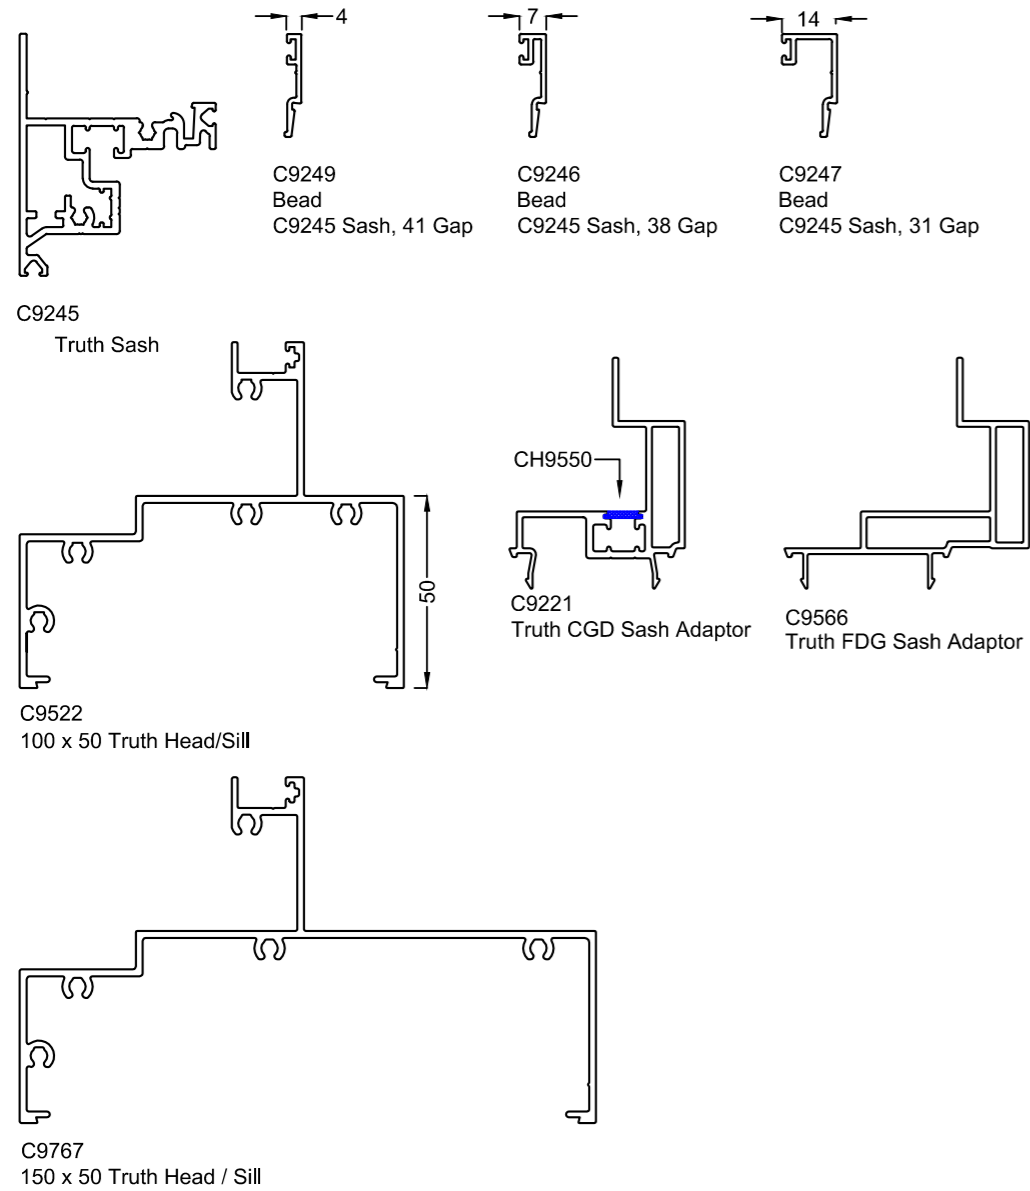 4
7
14
C9249
Bead
C9245 Sash, 41 Gap
C9246
Bead
C9245 Sash, 38 Gap
C9247
Bead
C9245 Sash, 31 Gap
C9245
Truth Sash
CH9550
50
C9221
Truth CGD Sash Adaptor
C9566
Truth FDG Sash Adaptor
C9522
100 x 50 Truth Head/Sill
C9767
150 x 50 Truth Head / Sill